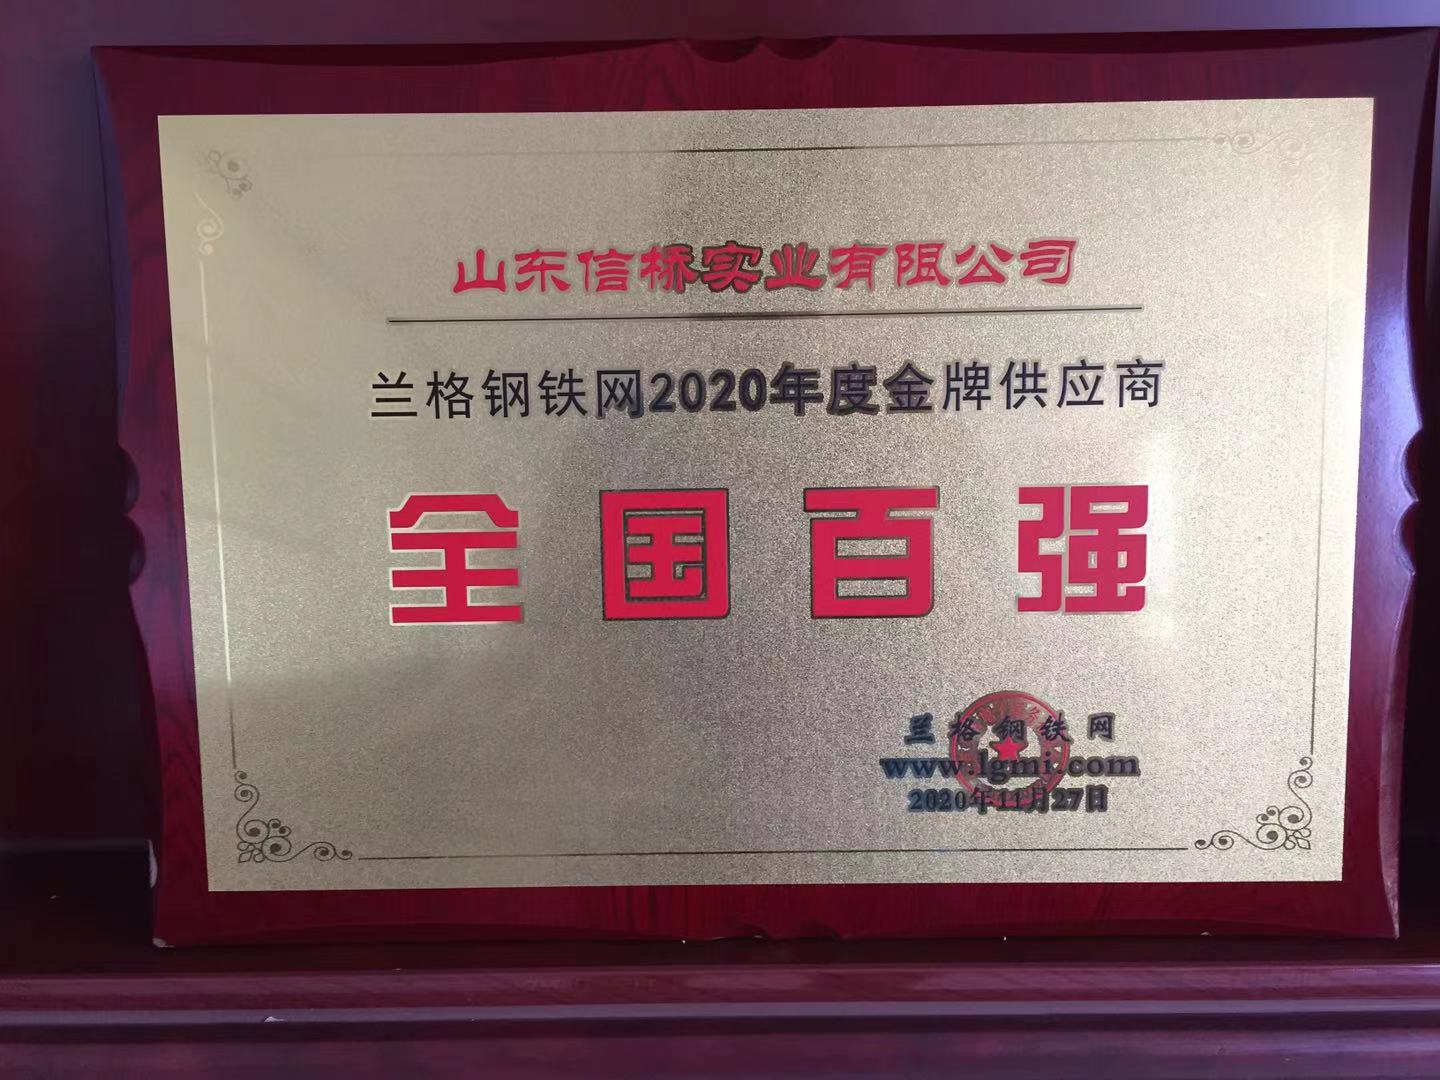 山东信桥实业有限公司
兰格钢铁网2020年度金牌供应商
全国百强
兰格钢铁网
www.lgmi.com
2020年11月27日